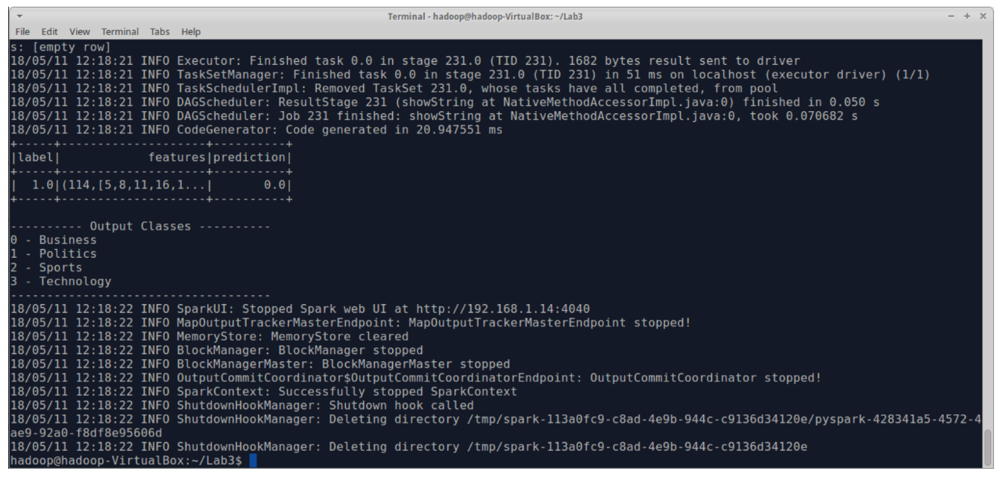 Terminal - hadoop@hadoop-VirtualBox: ~/Lab3
File Edit View Terminal Tabs Help
s: [empty row]
18/05/11 12:18:21 INFO Executor: Finished task 0.0 in stage 231.0 (TID 231). 1682 bytes result sent to driver
18/05/11 12:18:21 INFO TaskSetManager: Finished task 0.0 in stage 231.0 (TID 231) in 51 ms on localhost (executor driver) (1/1)
18/05/11 12:18:21 INFO TaskSchedulerImpl: Removed TaskSet 231.0, whose tasks have all completed, from pool
18/05/11 12:18:21 INFO DAGScheduler: ResultStage 231 (showString at NativeMethodAccessorImpl.java:0) finished in 0.050 s
18/05/11 12:18:21 INFO DAGScheduler: Job 231 finished: showString at NativeMethodAccessorImpl.java:0, took 0.070682 s
18/05/11 12:18:21 INFO CodeGenerator: Code generated in 20.947551 ms
+-----+--------------------+----------+
|label|            features|prediction|
+-----+--------------------+----------+
|  1.0|(114,[5,8,11,16,1...|       0.0|
+-----+--------------------+----------+
---------- Output Classes ----------
0 - Business
1 - Politics
2 - Sports
3 - Technology
------------------------------------
18/05/11 12:18:22 INFO SparkUI: Stopped Spark web UI at http://192.168.1.14:4040
18/05/11 12:18:22 INFO MapOutputTrackerMasterEndpoint: MapOutputTrackerMasterEndpoint stopped!
18/05/11 12:18:22 INFO MemoryStore: MemoryStore cleared
18/05/11 12:18:22 INFO BlockManager: BlockManager stopped
18/05/11 12:18:22 INFO BlockManagerMaster: BlockManagerMaster stopped
18/05/11 12:18:22 INFO OutputCommitCoordinator$OutputCommitCoordinatorEndpoint: OutputCommitCoordinator stopped!
18/05/11 12:18:22 INFO SparkContext: Successfully stopped SparkContext
18/05/11 12:18:22 INFO ShutdownHookManager: Shutdown hook called
18/05/11 12:18:22 INFO ShutdownHookManager: Deleting directory /tmp/spark-113a0fc9-c8ad-4e9b-944c-c9136d34120e/pyspark-428341a5-4572-4
ae9-92a0-f8df8e95606d
18/05/11 12:18:22 INFO ShutdownHookManager: Deleting directory /tmp/spark-113a0fc9-c8ad-4e9b-944c-c9136d34120e
hadoop@hadoop-VirtualBox:~/Lab3$